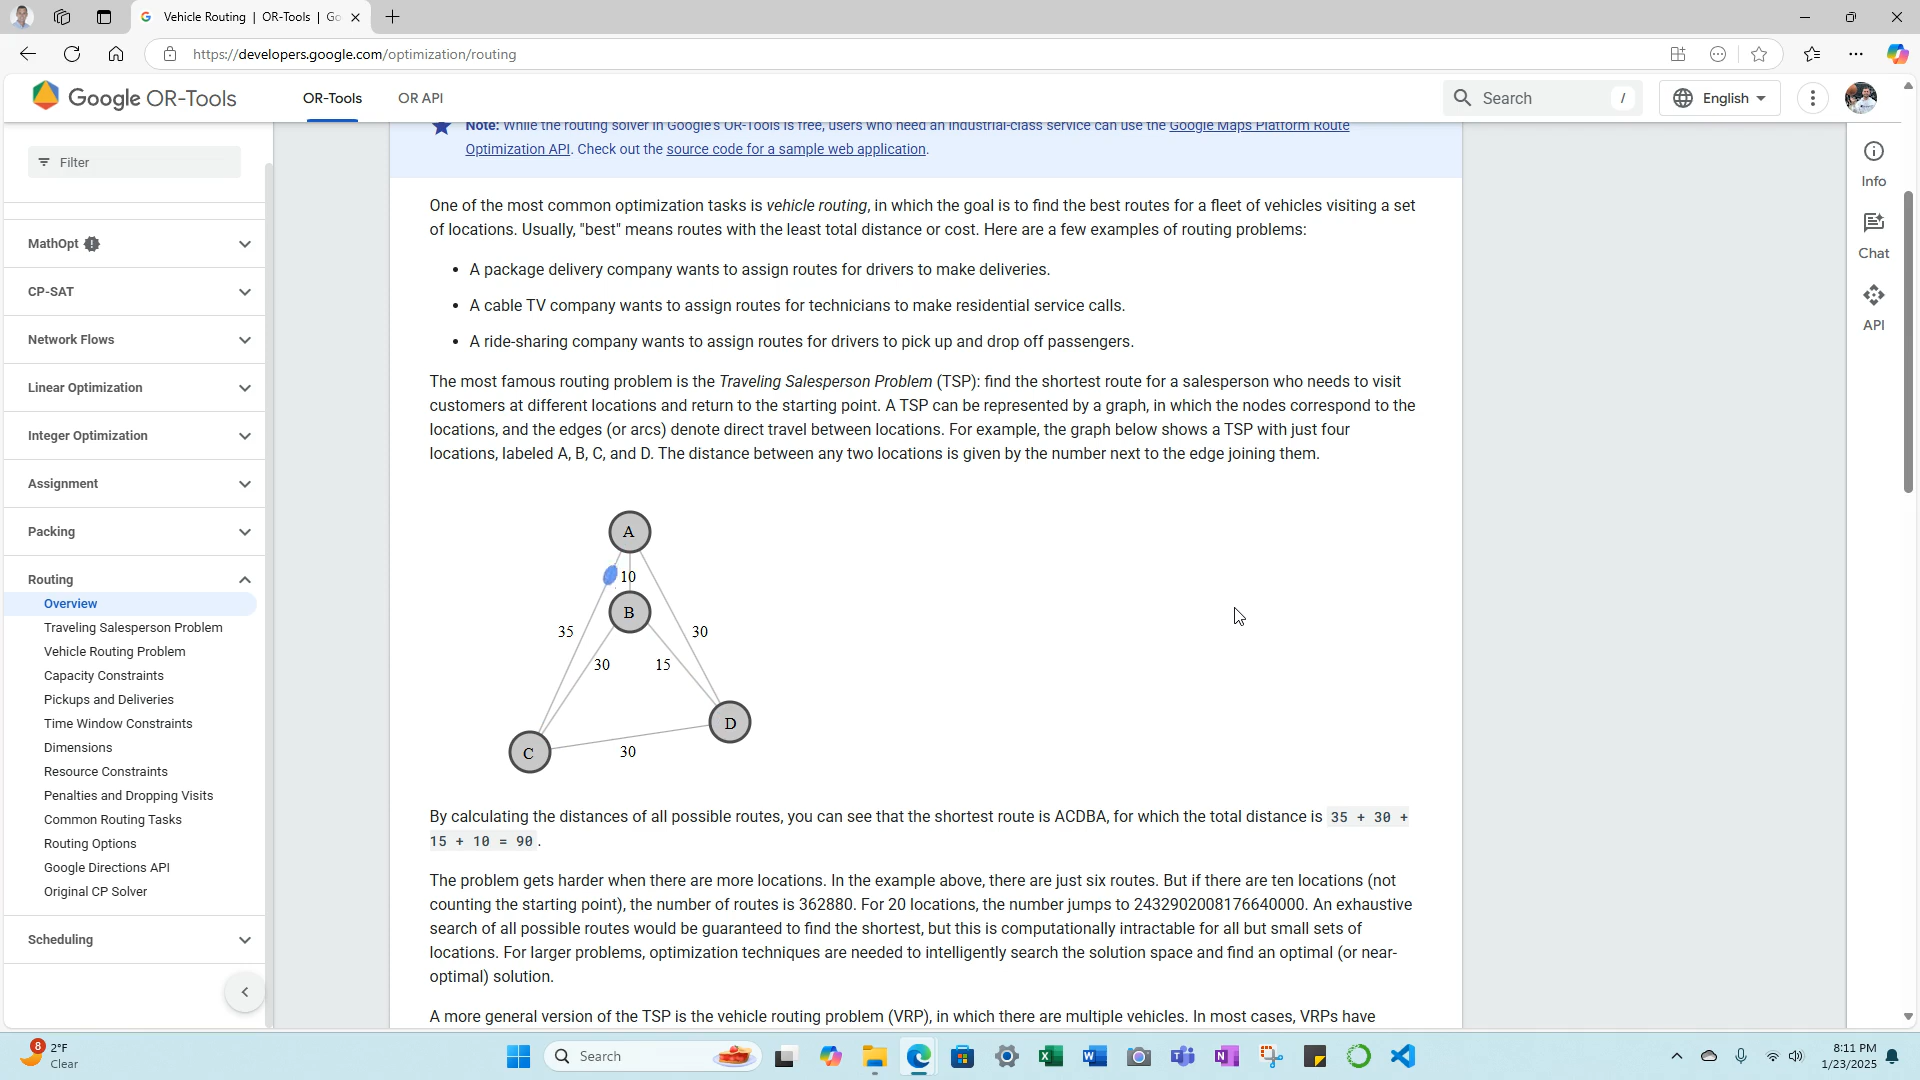 Vehicle Routing | OR-Tools | Go
https://developers.google.com/optimization/routing
Google OR-Tools
OR-Tools
OR API
Search
/
English
Filter
MathOpt
CP-SAT
Network Flows
Linear Optimization
Integer Optimization
Assignment
Packing
Routing
Overview
Traveling Salesperson Problem
Vehicle Routing Problem
Capacity Constraints
Pickups and Deliveries
Time Window Constraints
Dimensions
Resource Constraints
Penalties and Dropping Visits
Common Routing Tasks
Routing Options
Google Directions API
Original CP Solver
Scheduling
Note: While the routing solver in Google's OR-Tools is free, users who need an industrial-class service can use the Google Maps Platform Route
Optimization API. Check out the source code for a sample web application.
One of the most common optimization tasks is vehicle routing, in which the goal is to find the best routes for a fleet of vehicles visiting a set
of locations. Usually, "best" means routes with the least total distance or cost. Here are a few examples of routing problems:
• A package delivery company wants to assign routes for drivers to make deliveries.
• A cable TV company wants to assign routes for technicians to make residential service calls.
• A ride-sharing company wants to assign routes for drivers to pick up and drop off passengers.
The most famous routing problem is the Traveling Salesperson Problem (TSP): find the shortest route for a salesperson who needs to visit
customers at different locations and return to the starting point. A TSP can be represented by a graph, in which the nodes correspond to the
locations, and the edges (or arcs) denote direct travel between locations. For example, the graph below shows a TSP with just four
locations, labeled A, B, C, and D. The distance between any two locations is given by the number next to the edge joining them.
A
10
B
35
30
30
15
D
C
30
By calculating the distances of all possible routes, you can see that the shortest route is ACDBA, for which the total distance is 35 + 30 +
15 + 10 = 90.
The problem gets harder when there are more locations. In the example above, there are just six routes. But if there are ten locations (not
counting the starting point), the number of routes is 362880. For 20 locations, the number jumps to 2432902008176640000. An exhaustive
search of all possible routes would be guaranteed to find the shortest, but this is computationally intractable for all but small sets of
locations. For larger problems, optimization techniques are needed to intelligently search the solution space and find an optimal (or near-
optimal) solution.
A more general version of the TSP is the vehicle routing problem (VRP), in which there are multiple vehicles. In most cases, VRPs have
Info
Chat
API
8
2°F
Clear
Search
8:11 PM
1/23/2025